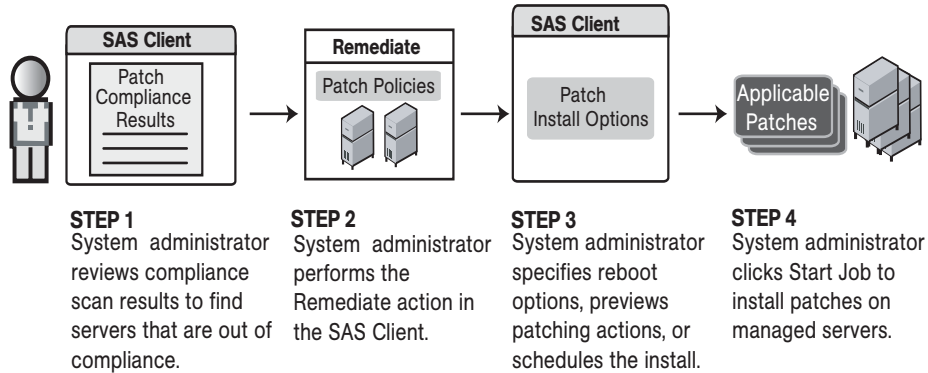 SAS Client
Patch
Compliance
Results
Remediate
Patch Policies
SAS Client
Patch
Install Options
Applicable
Patches
STEP 1
System administrator
reviews compliance
scan results to find
servers that are out of
compliance.
STEP 2
System administrator
performs the
Remediate action in
the SAS Client.
STEP 3
System administrator
specifies reboot
options, previews
patching actions, or
schedules the install.
STEP 4
System administrator
clicks Start Job to
install patches on
managed servers.